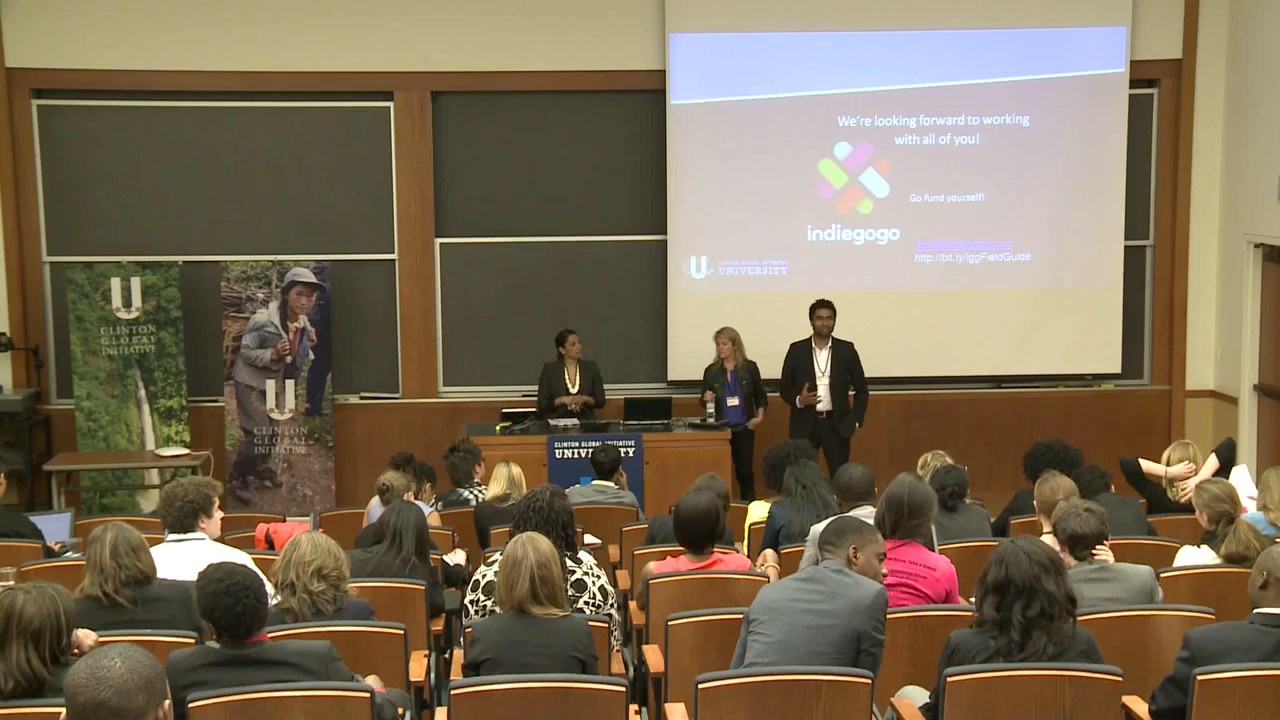 We're looking forward to working
with all of you!
Go fund yourself!
indiegogo
http://bit.ly/iggFieldGuide
U CLINTON GLOBAL INITIATIVE
UNIVERSITY
U
CLINTON
GLOBAL
INITIATIVE
U
CLINTON
GLOBAL
INITIATIVE
CLINTON GLOBAL INITIATIVE
UNIVERSITY